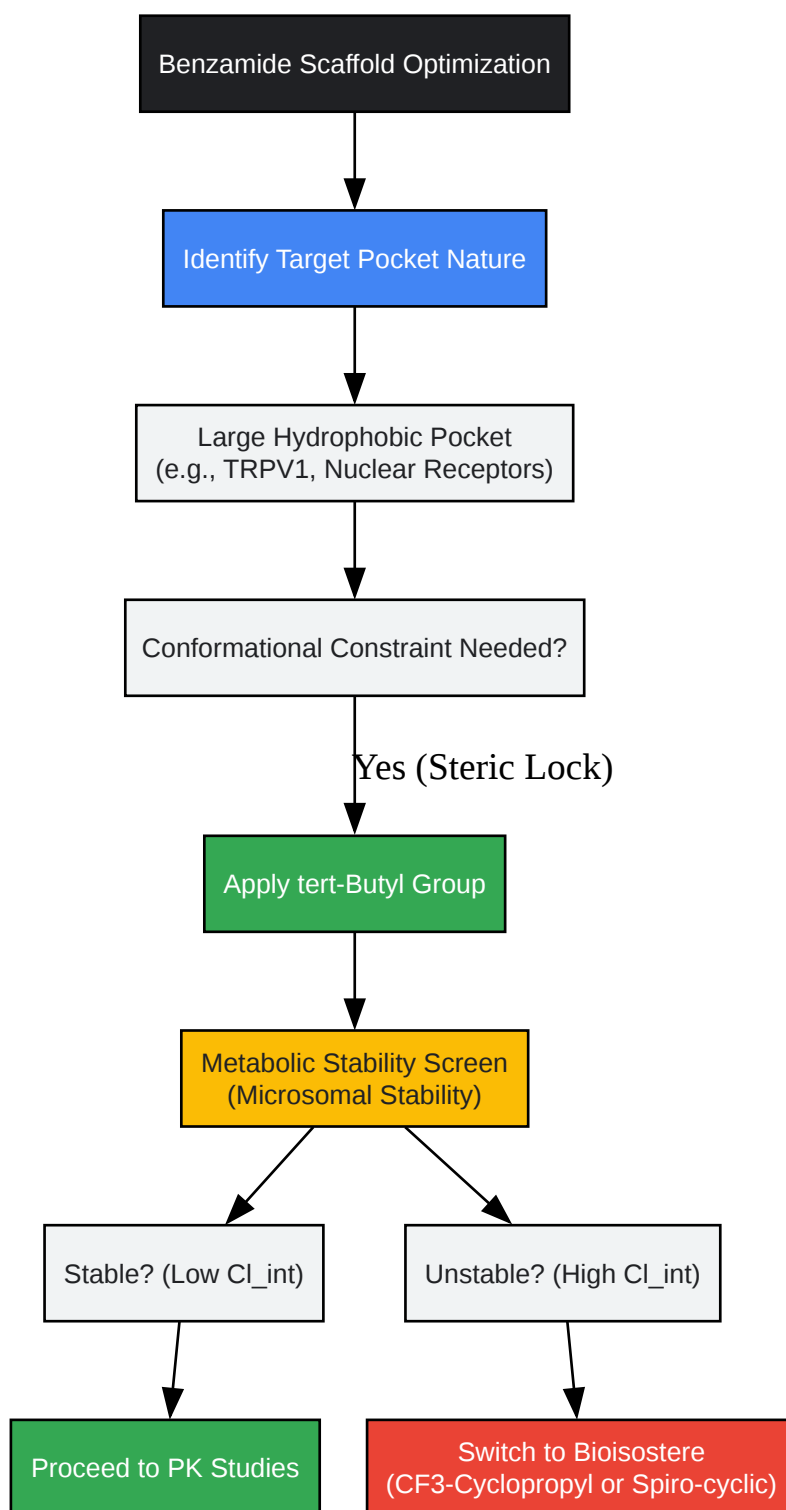 Benzamide Scaffold Optimization
Identify Target Pocket Nature
Large Hydrophobic Pocket
(e.g., TRPV1, Nuclear Receptors)
Conformational Constraint Needed?
Yes (Steric Lock)
Apply tert-Butyl Group
Metabolic Stability Screen
(Microsomal Stability)
Stable? (Low Cl_int)
Unstable? (High Cl_int)
Proceed to PK Studies
Switch to Bioisostere
(CF3-Cyclopropyl or Spiro-cyclic)